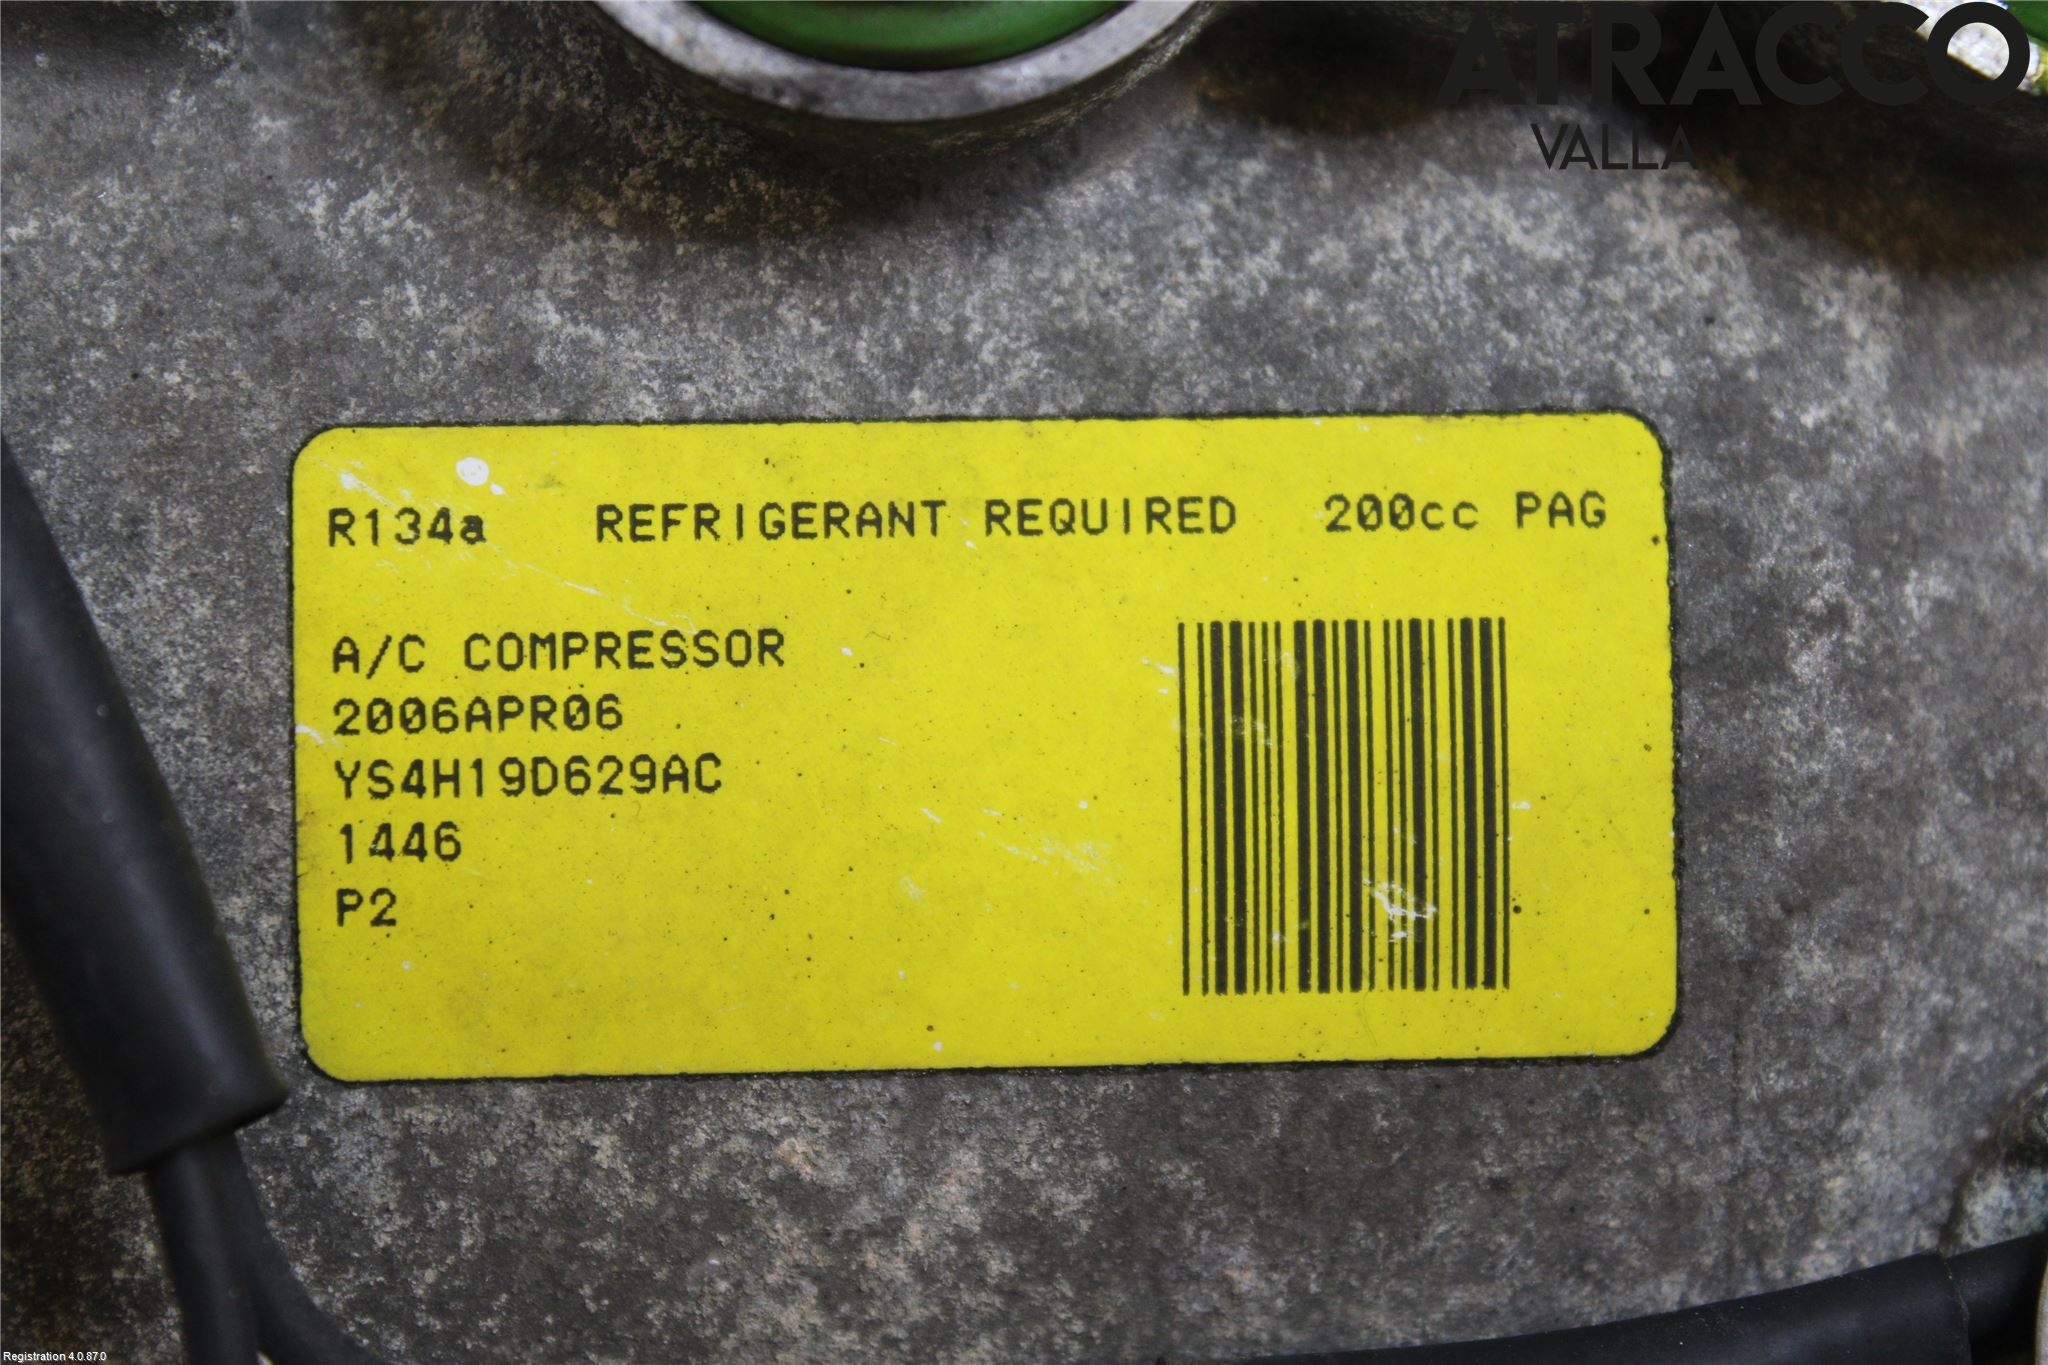 ATRACCO
VALLA
R134a REFRIGERANT REQUIRED 200cc PAG
A/C COMPRESSOR
2006APR06
YS4H19D629AC
1446
P2
Registration 4.0.87.0